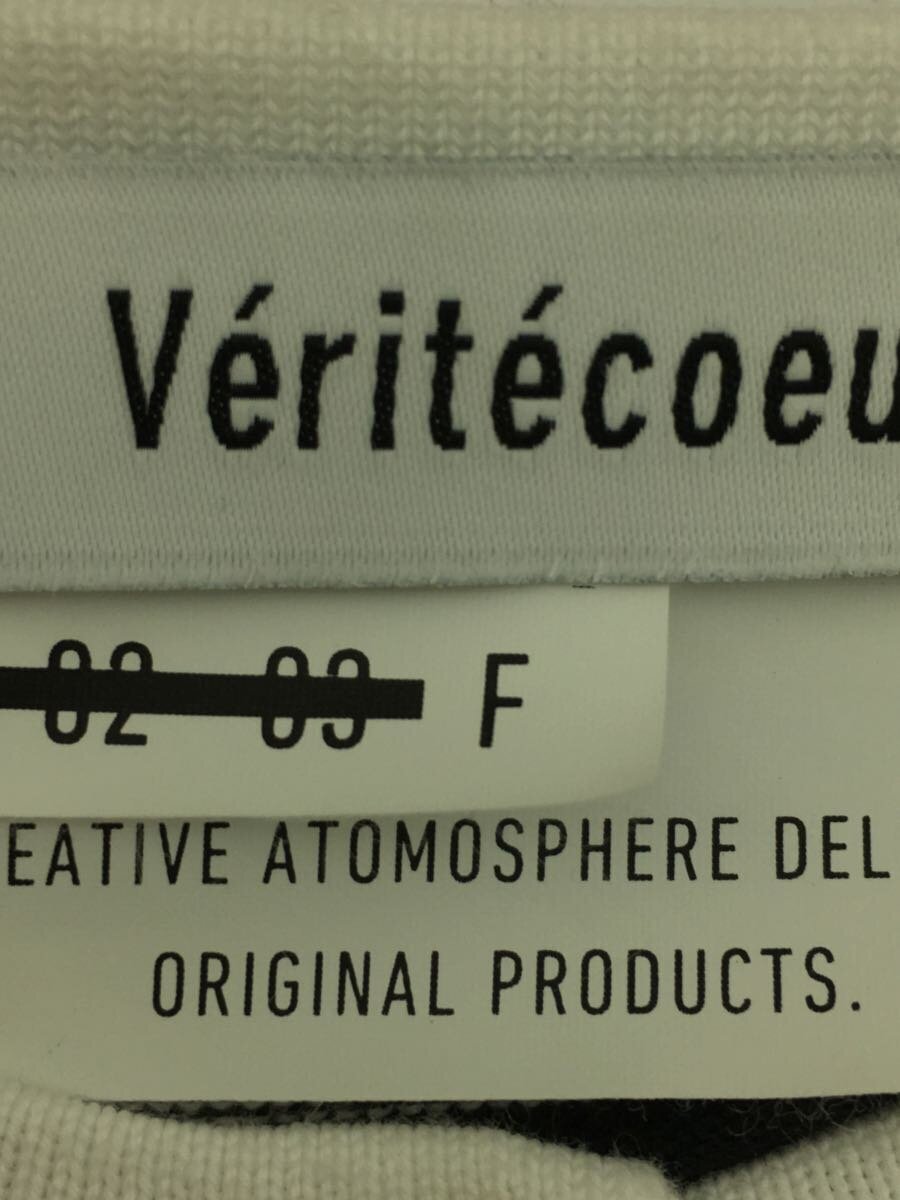 Véritécoeu
02 03 F
EATIVE ATOMOSPHERE DEL
ORIGINAL PRODUCTS.